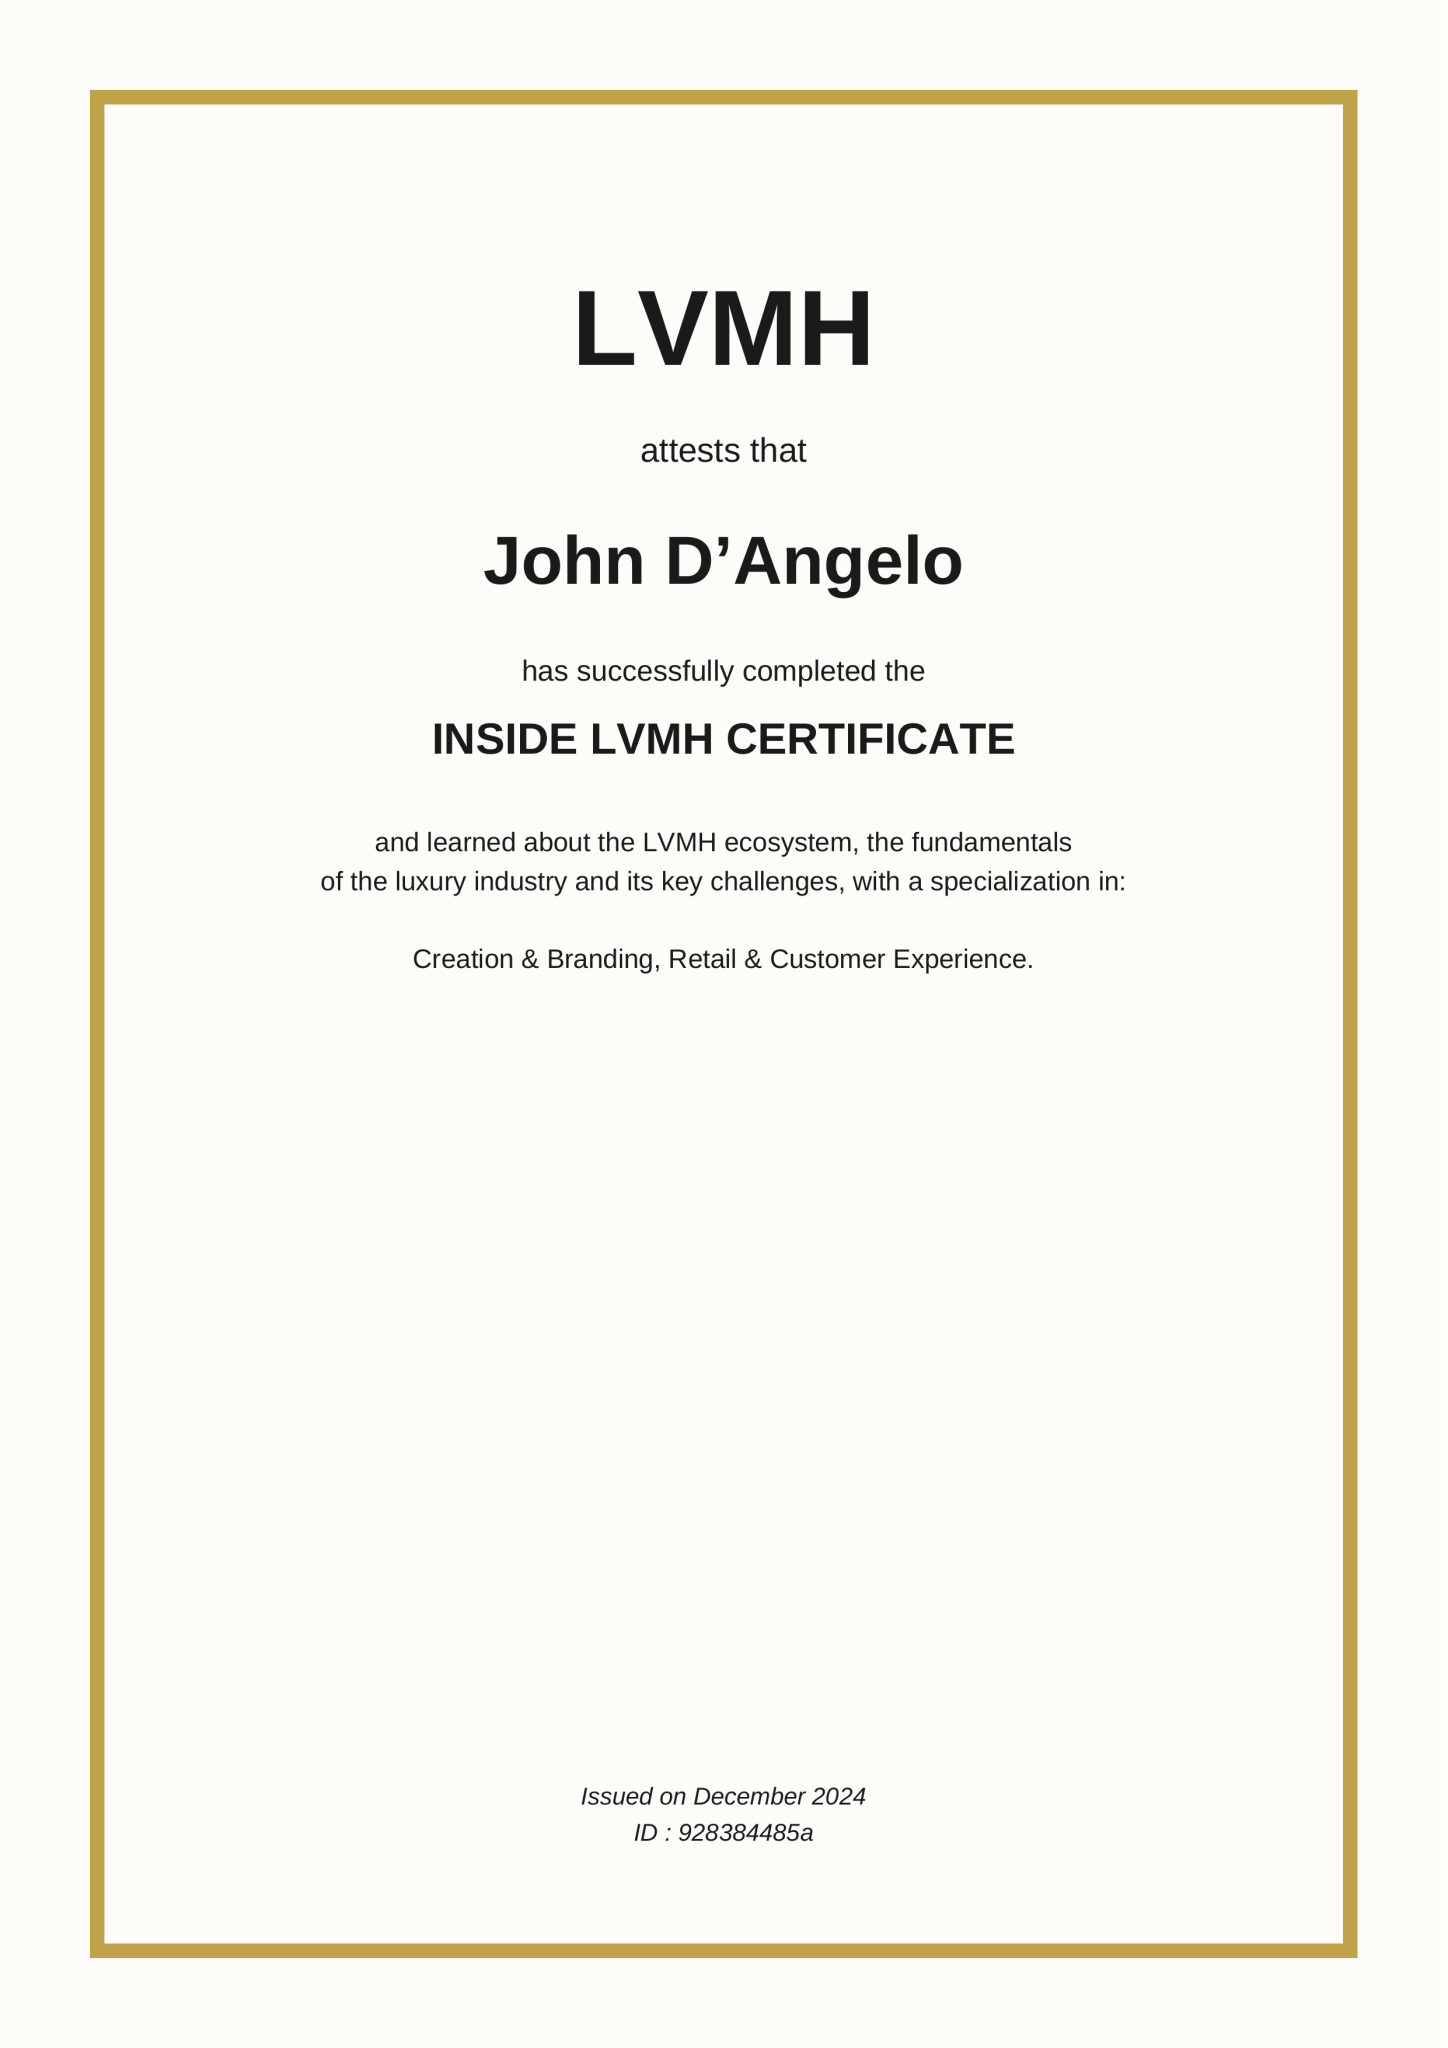 LVMH
attests that
John D’Angelo
has successfully completed the
INSIDE LVMH CERTIFICATE
and learned about the LVMH ecosystem, the fundamentals
of the luxury industry and its key challenges, with a specialization in:
Creation & Branding, Retail & Customer Experience.
Issued on December 2024
ID : 928384485a